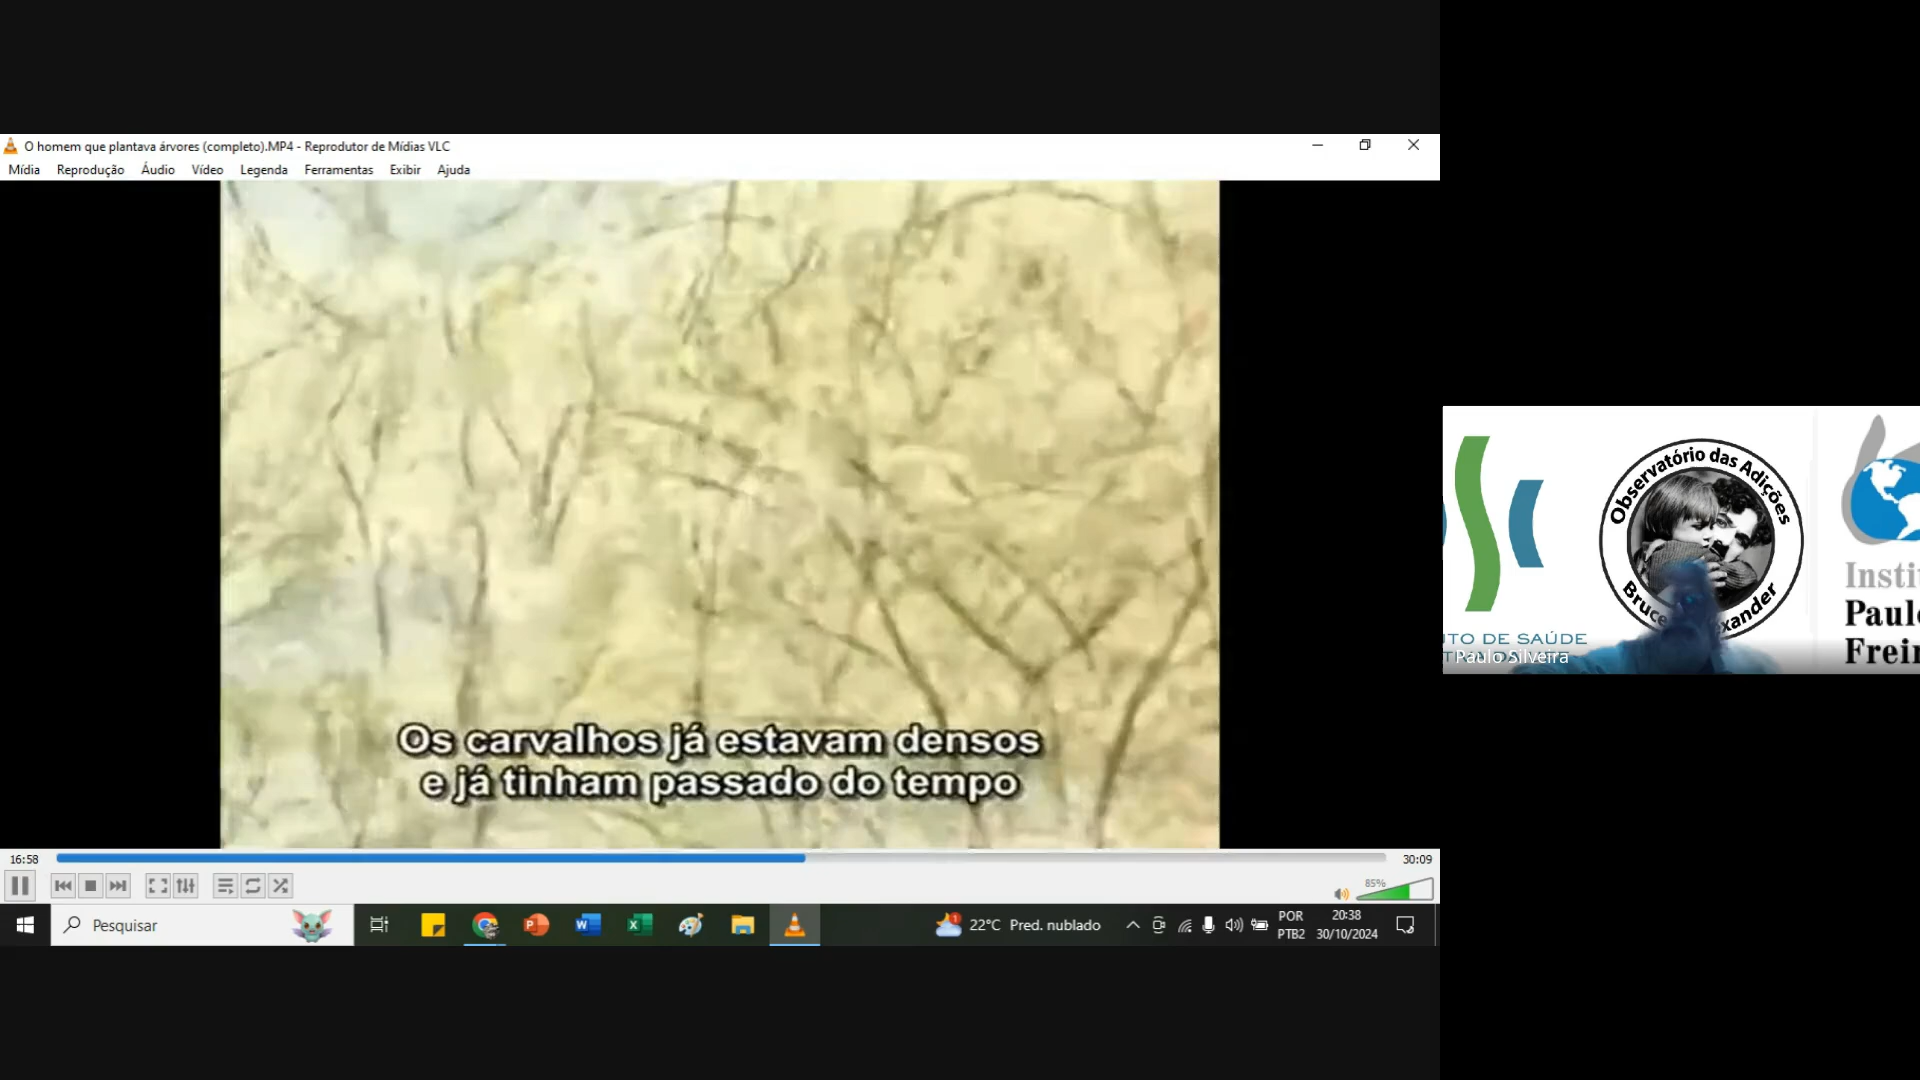 O homem que plantava árvores (completo).MP4 - Reprodutor de Mídias VLC
Mídia Reprodução Áudio Vídeo Legenda Ferramentas Exibir Ajuda
Os carvalhos já estavam densos
e já tinham passado do tempo
16:58
30:09
85%
Pesquisar
1
22°C Pred. nublado
POR
PTB2
20:38
30/10/2024
Observatório das Adições
Bruce
xander
TO DE SAÚDE
Paulo Silveira
Insti
Paul
Frei